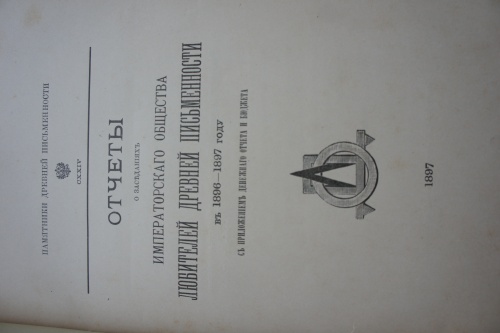 ПАМЯТНИКИ ДРЕВНЕЙ ПИСЬМЕННОСТИ
CXXIV
ОТЧЕТЫ
О ЗАСѢДАНІЯХЪ
ИМПЕРАТОРСКАГО ОБЩЕСТВА
ЛЮБИТЕЛЕЙ ДРЕВНЕЙ ПИСЬМЕННОСТИ
въ 1896—1897 году
СЪ ПРИЛОЖЕНІЕМЪ ДЕНЕЖНАГО ОТЧЕТА И БЮДЖЕТА
1897